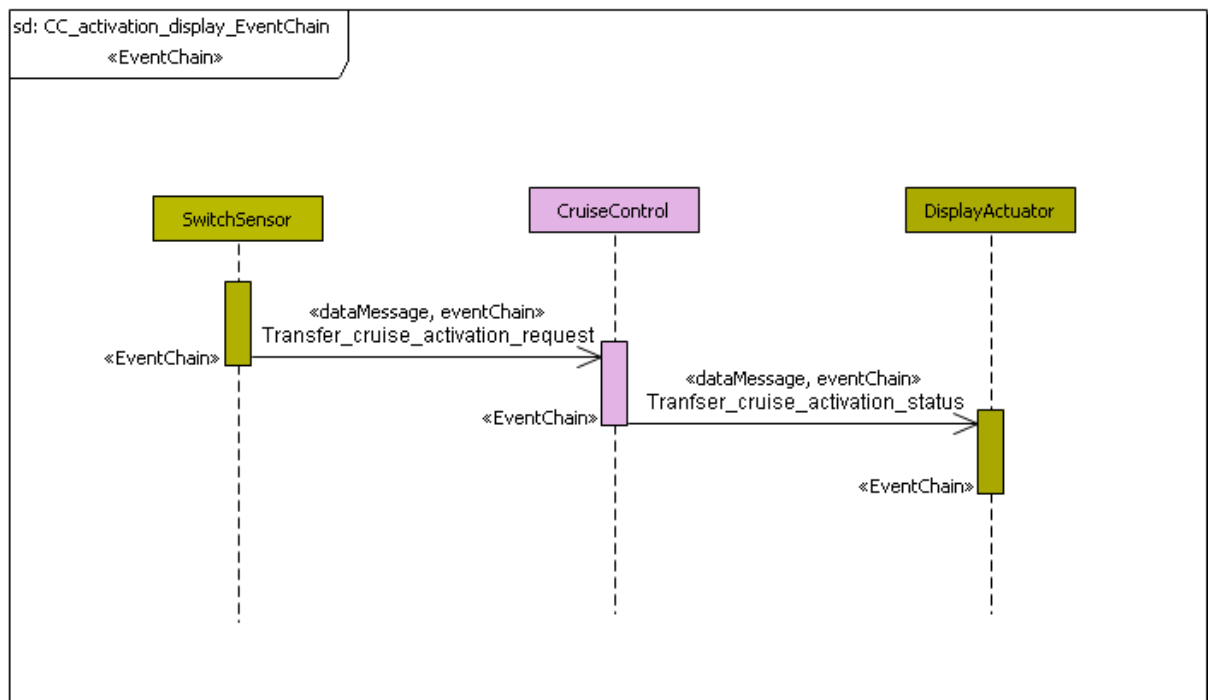 sd: CC_activation_display_EventChain
«EventChain»
SwitchSensor
CruiseControl
DisplayActuator
«dataMessage, eventChain»
Transfer_cruise_activation_request
«EventChain»
«dataMessage, eventChain»
Tranfser_cruise_activation_status
«EventChain»
«EventChain»